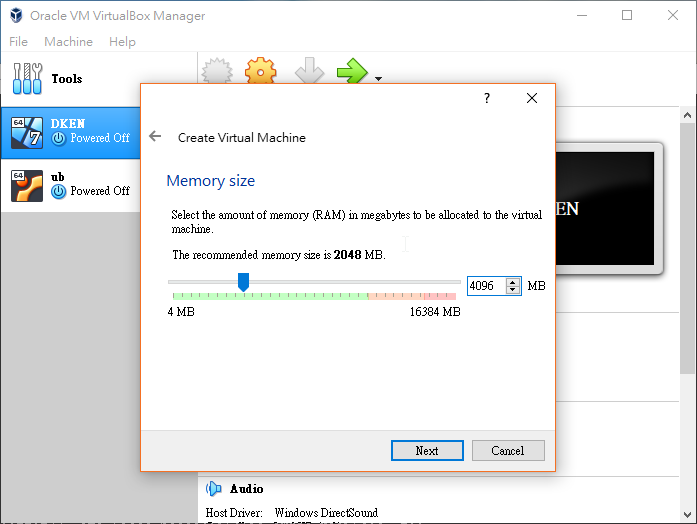 Oracle VM VirtualBox Manager
File Machine Help
Tools
64
DKEN
Powered Off
64
ub
Powered Off
?
Create Virtual Machine
Memory size
Select the amount of memory (RAM) in megabytes to be allocated to the virtual
machine.
The recommended memory size is 2048 MB.
4096 MB
4 MB 16384 MB
Next Cancel
EN
Audio
Host Driver: Windows DirectSound